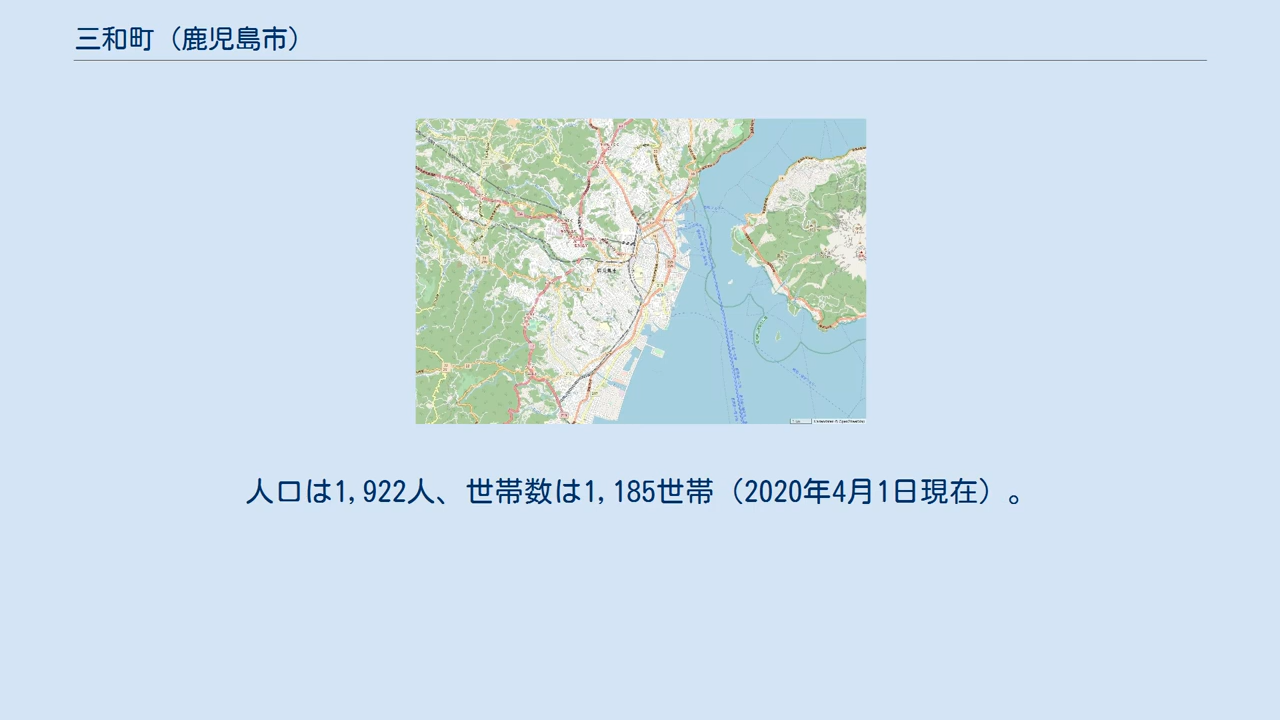 三和町（鹿児島市）
人口は1,922人、世帯数は1,185世帯（2020年4月1日現在）。